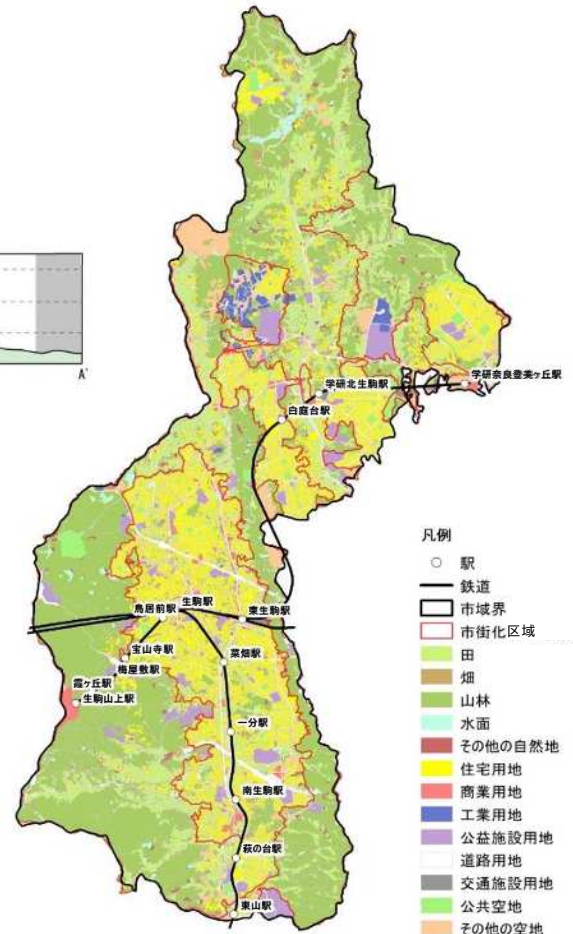 A'
学研奈良登美ヶ丘駅
学研北生駒駅
白庭台駅
生駒駅
鳥居前駅
東生駒駅
宝山寺駅
菜畑駅
梅屋敷駅
霞ヶ丘駅
生駒山上駅
一分駅
南生駒駅
萩の台駅
東山駅
凡例
駅
鉄道
市域界
市街化区域
田
畑
山林
水面
その他の自然地
住宅用地
商業用地
工業用地
公益施設用地
道路用地
交通施設用地
公共空地
その他の空地